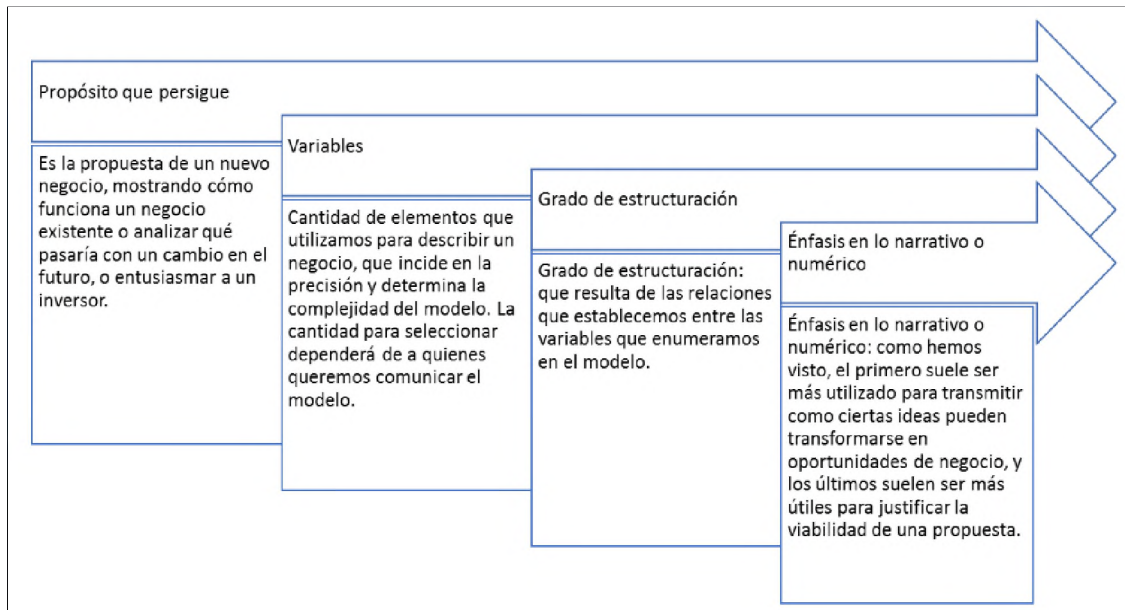 Propósito que persigue
Es la propuesta de un nuevo
negocio, mostrando cómo
funciona un negocio
existente o analizar qué
pasaría con un cambio en el
futuro, o entusiasmar a un
inversor.
Variables
Cantidad de elementos que
utilizamos para describir un
negocio, que incide en la
precisión y determina la
complejidad del modelo. La
cantidad para seleccionar
dependerá de a quienes
queremos comunicar el
modelo.
Grado de estructuración
Grado de estructuración:
que resulta de las relaciones
que establecemos entre las
variables que enumeramos
en el modelo.
Énfasis en lo narrativo o
numérico
Énfasis en lo narrativo o
numérico: como hemos
visto, el primero suele ser
más utilizado para transmitir
como ciertas ideas pueden
transformarse en
oportunidades de negocio, y
los últimos suelen ser más
útiles para justificar la
viabilidad de una propuesta.